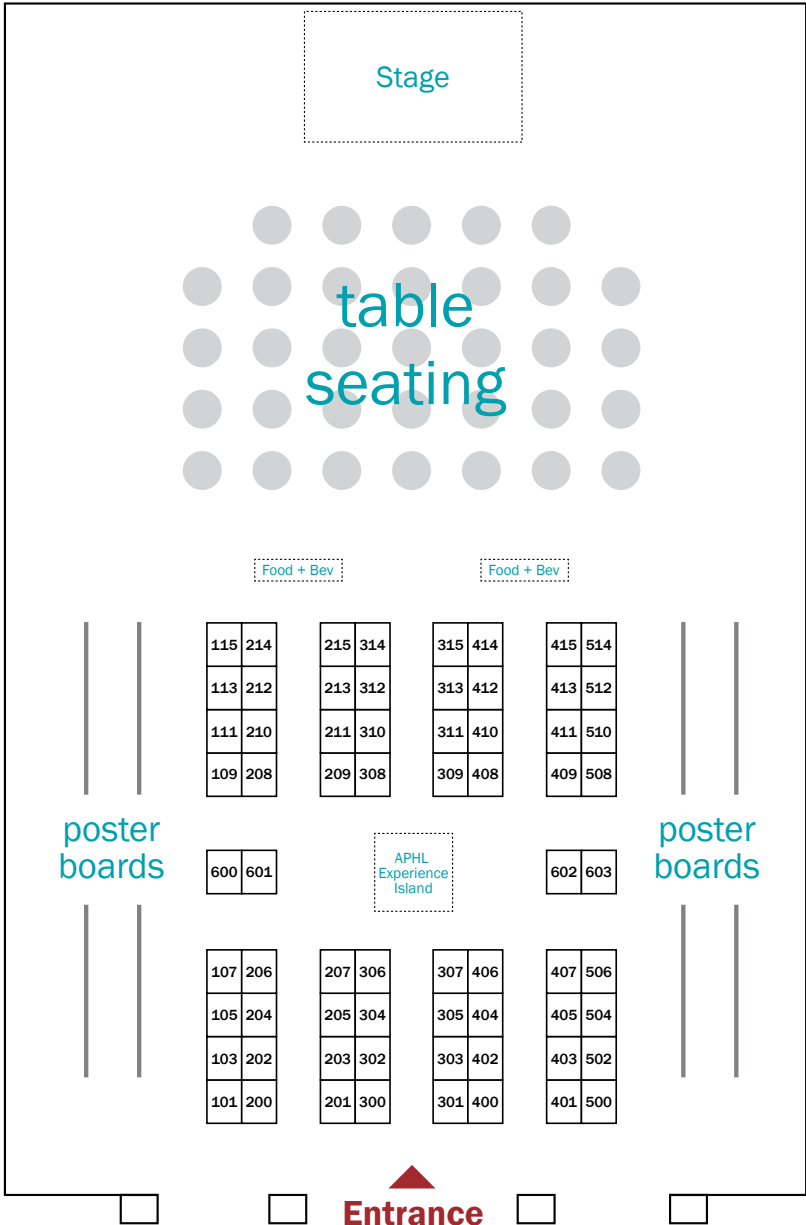 Stage
table
seating
Food + Bev Food + Bev
115 214 215 314 315 414 415 514
113 212 213 312 313 412 413 512
111 210 211 310 311 410 411 510
109 208 209 308 309 408 409 508
poster
boards
600 601
APHL
Experience
Island
602 603
poster
boards
107 206 207 306 307 406 407 506
105 204 205 304 305 404 405 504
103 202 203 302 303 402 403 502
101 200 201 300 301 400 401 500
Entrance